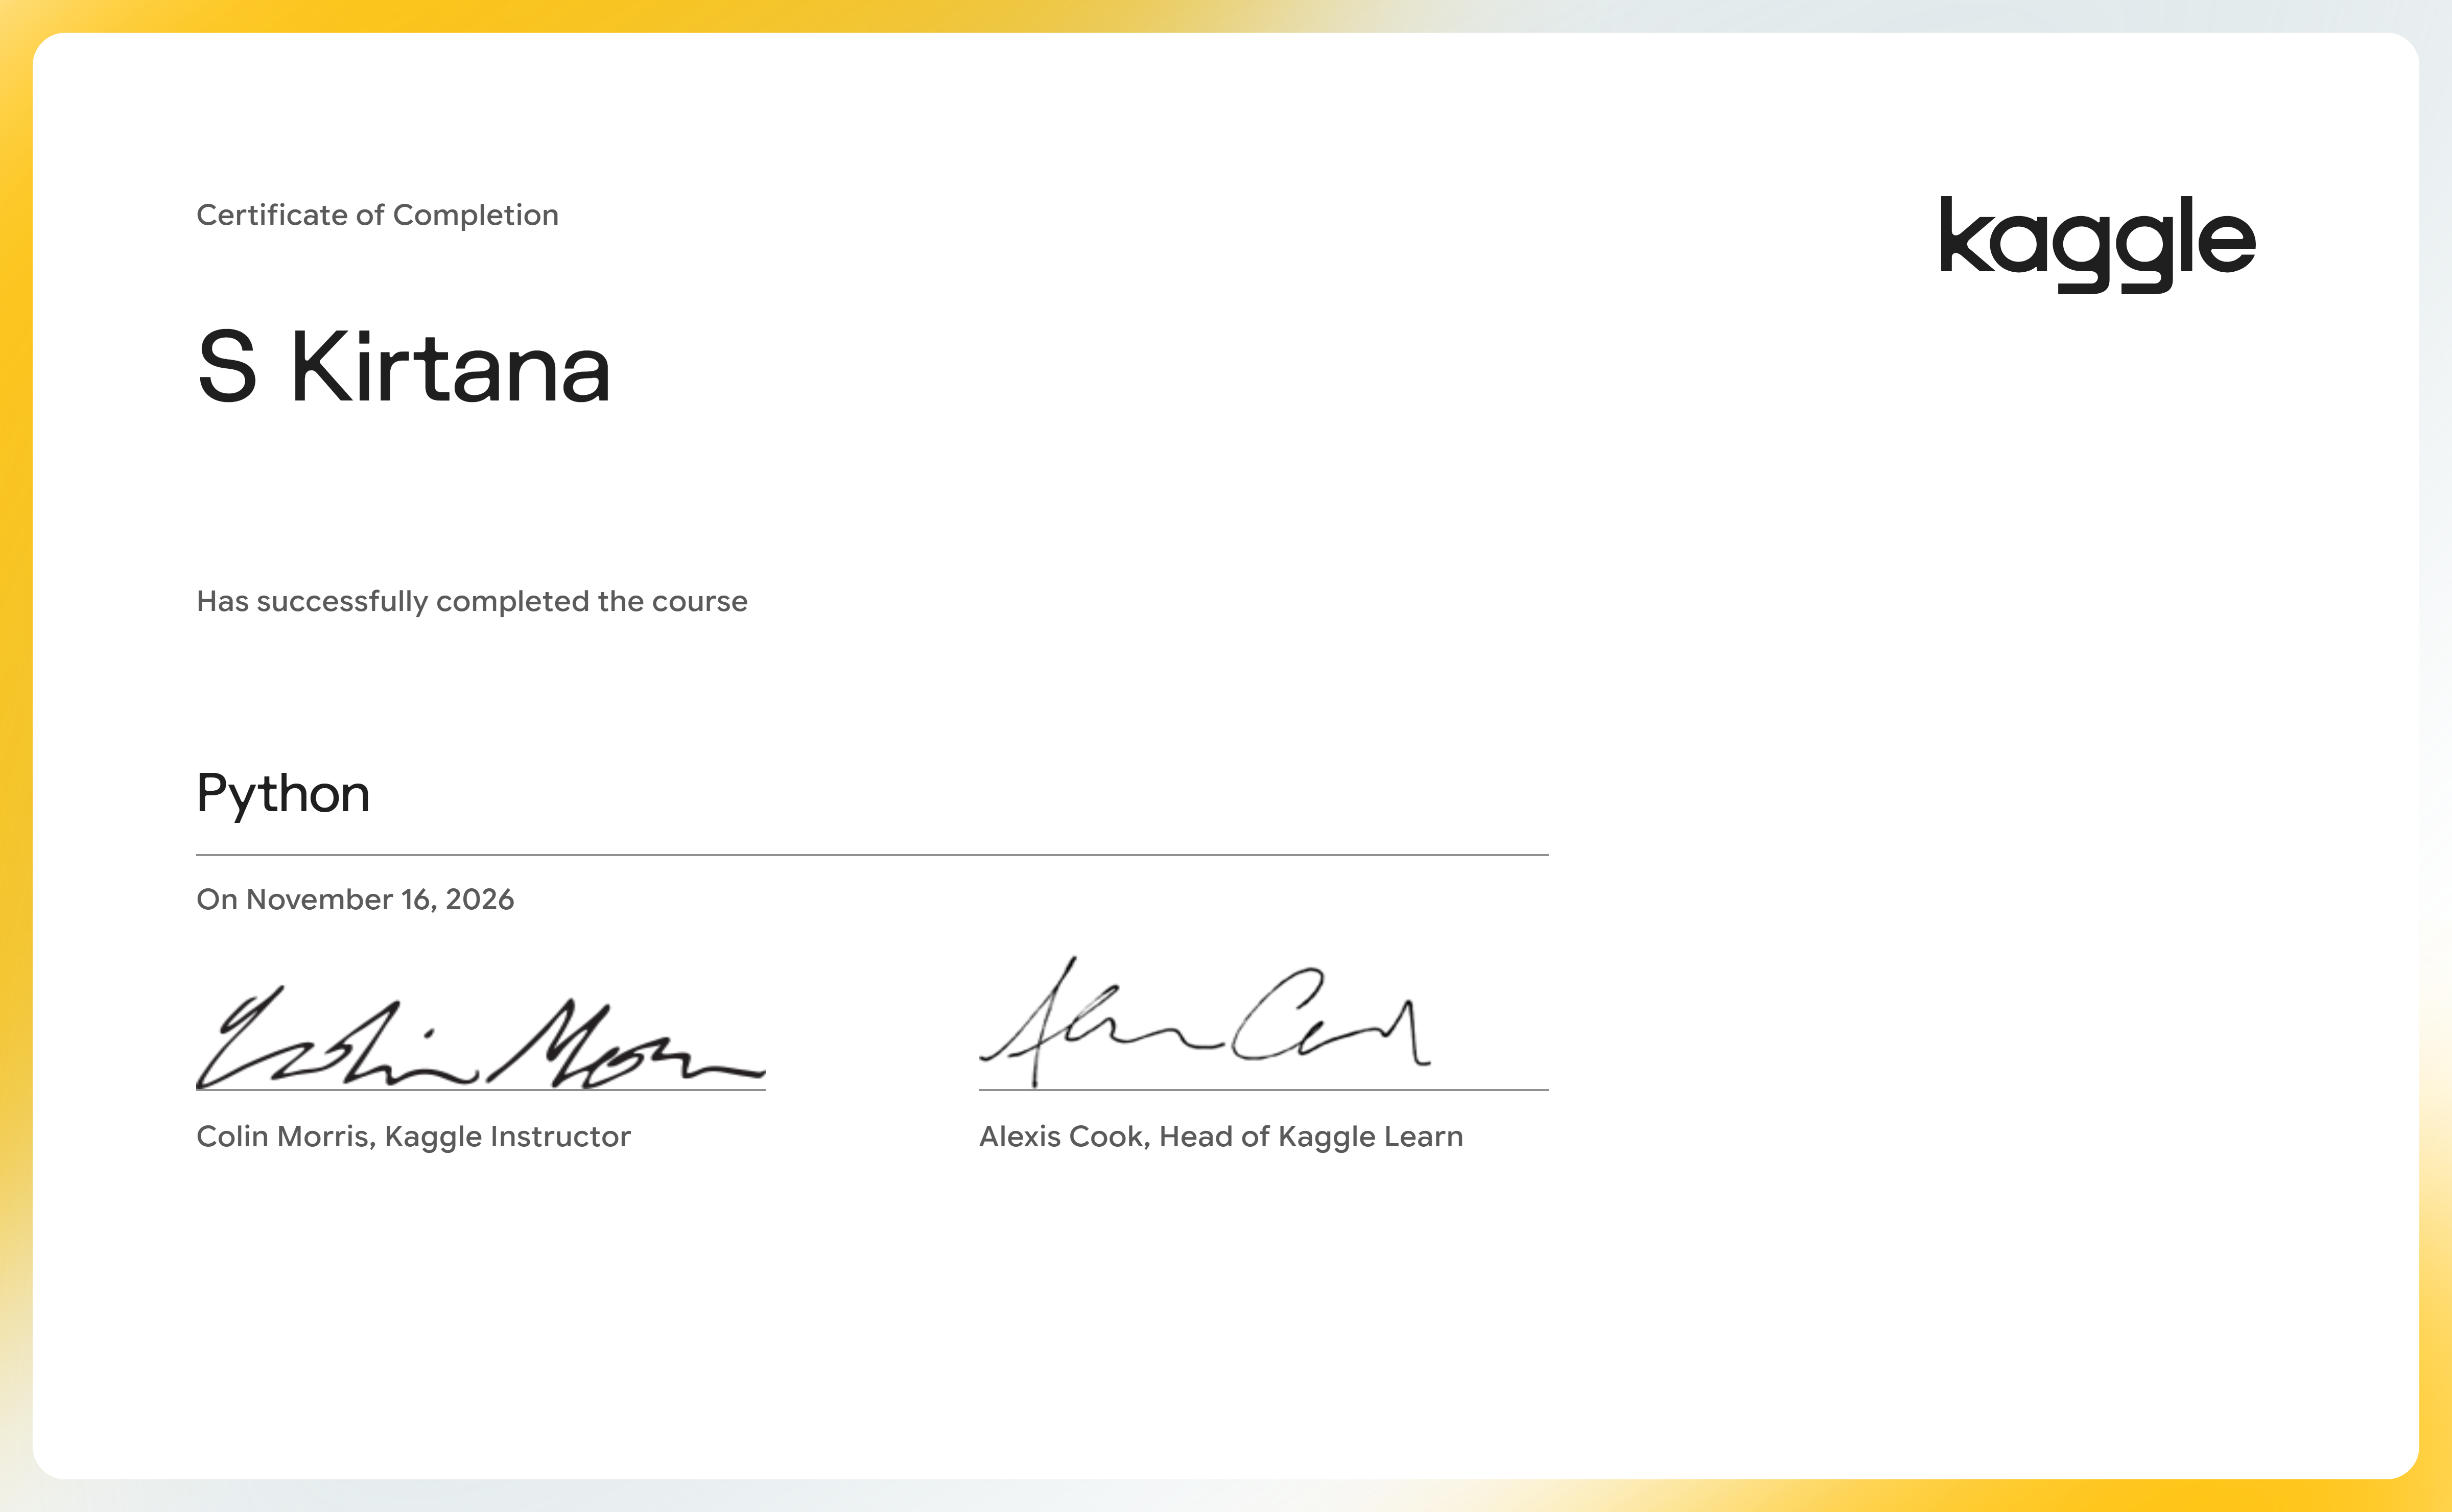 Certificate of Completion
kaggle
S Kirtana
Has successfully completed the course
Python
On November 16, 2026
Colin Morris, Kaggle Instructor
Alexis Cook, Head of Kaggle Learn